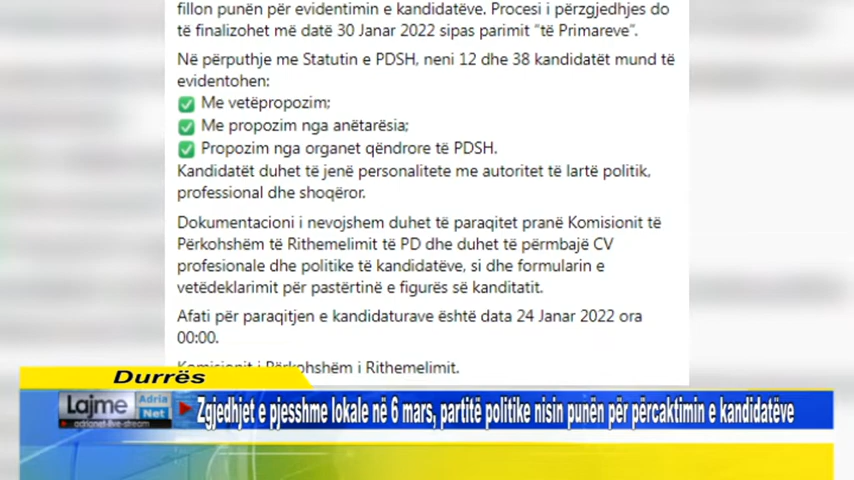 fillon punën për evidentimin e kandidatëve. Procesi i përzgjedhjes do
të finalizohet më datë 30 Janar 2022 sipas parimit “të Primareve”.
Në përputhje me Statutin e PDSH, neni 12 dhe 38 kandidatët mund të
evidentohen:
✅ Me vetëpropozim;
✅ Me propozim nga anëtarësia;
✅ Propozim nga organet qëndrore të PDSH.
Kandidatët duhet të jenë personalitete me autoritet të lartë politik,
professional dhe shoqëror.
Dokumentacioni i nevojshem duhet të paraqitet pranë Komisionit të
Përkohshëm të Rithemelimit të PD dhe duhet të përmbajë CV
profesionale dhe politike të kandidatëve, si dhe formularin e
vetëdeklarimit për pastërtinë e figurës së kanditatit.
Afati për paraqitjen e kandidaturave është data 24 Janar 2022 ora
00:00.
Komisionit i Përkohshëm i Rithemelimit.
Durrës
Lajme Adria Net
adrianet-live-stream
Zgjedhjet e pjesshme lokale në 6 mars, partitë politike nisin punën për përcaktimin e kandidatëve